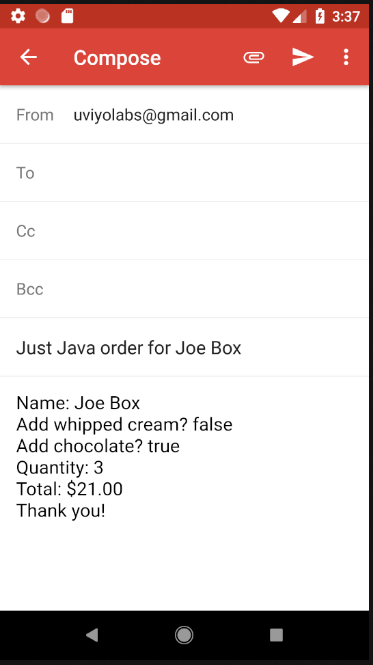 3:37
Compose
From uviyolabs@gmail.com
To
Cc
Bcc
Just Java order for Joe Box
Name: Joe Box
Add whipped cream? false
Add chocolate? true
Quantity: 3
Total: $21.00
Thank you!